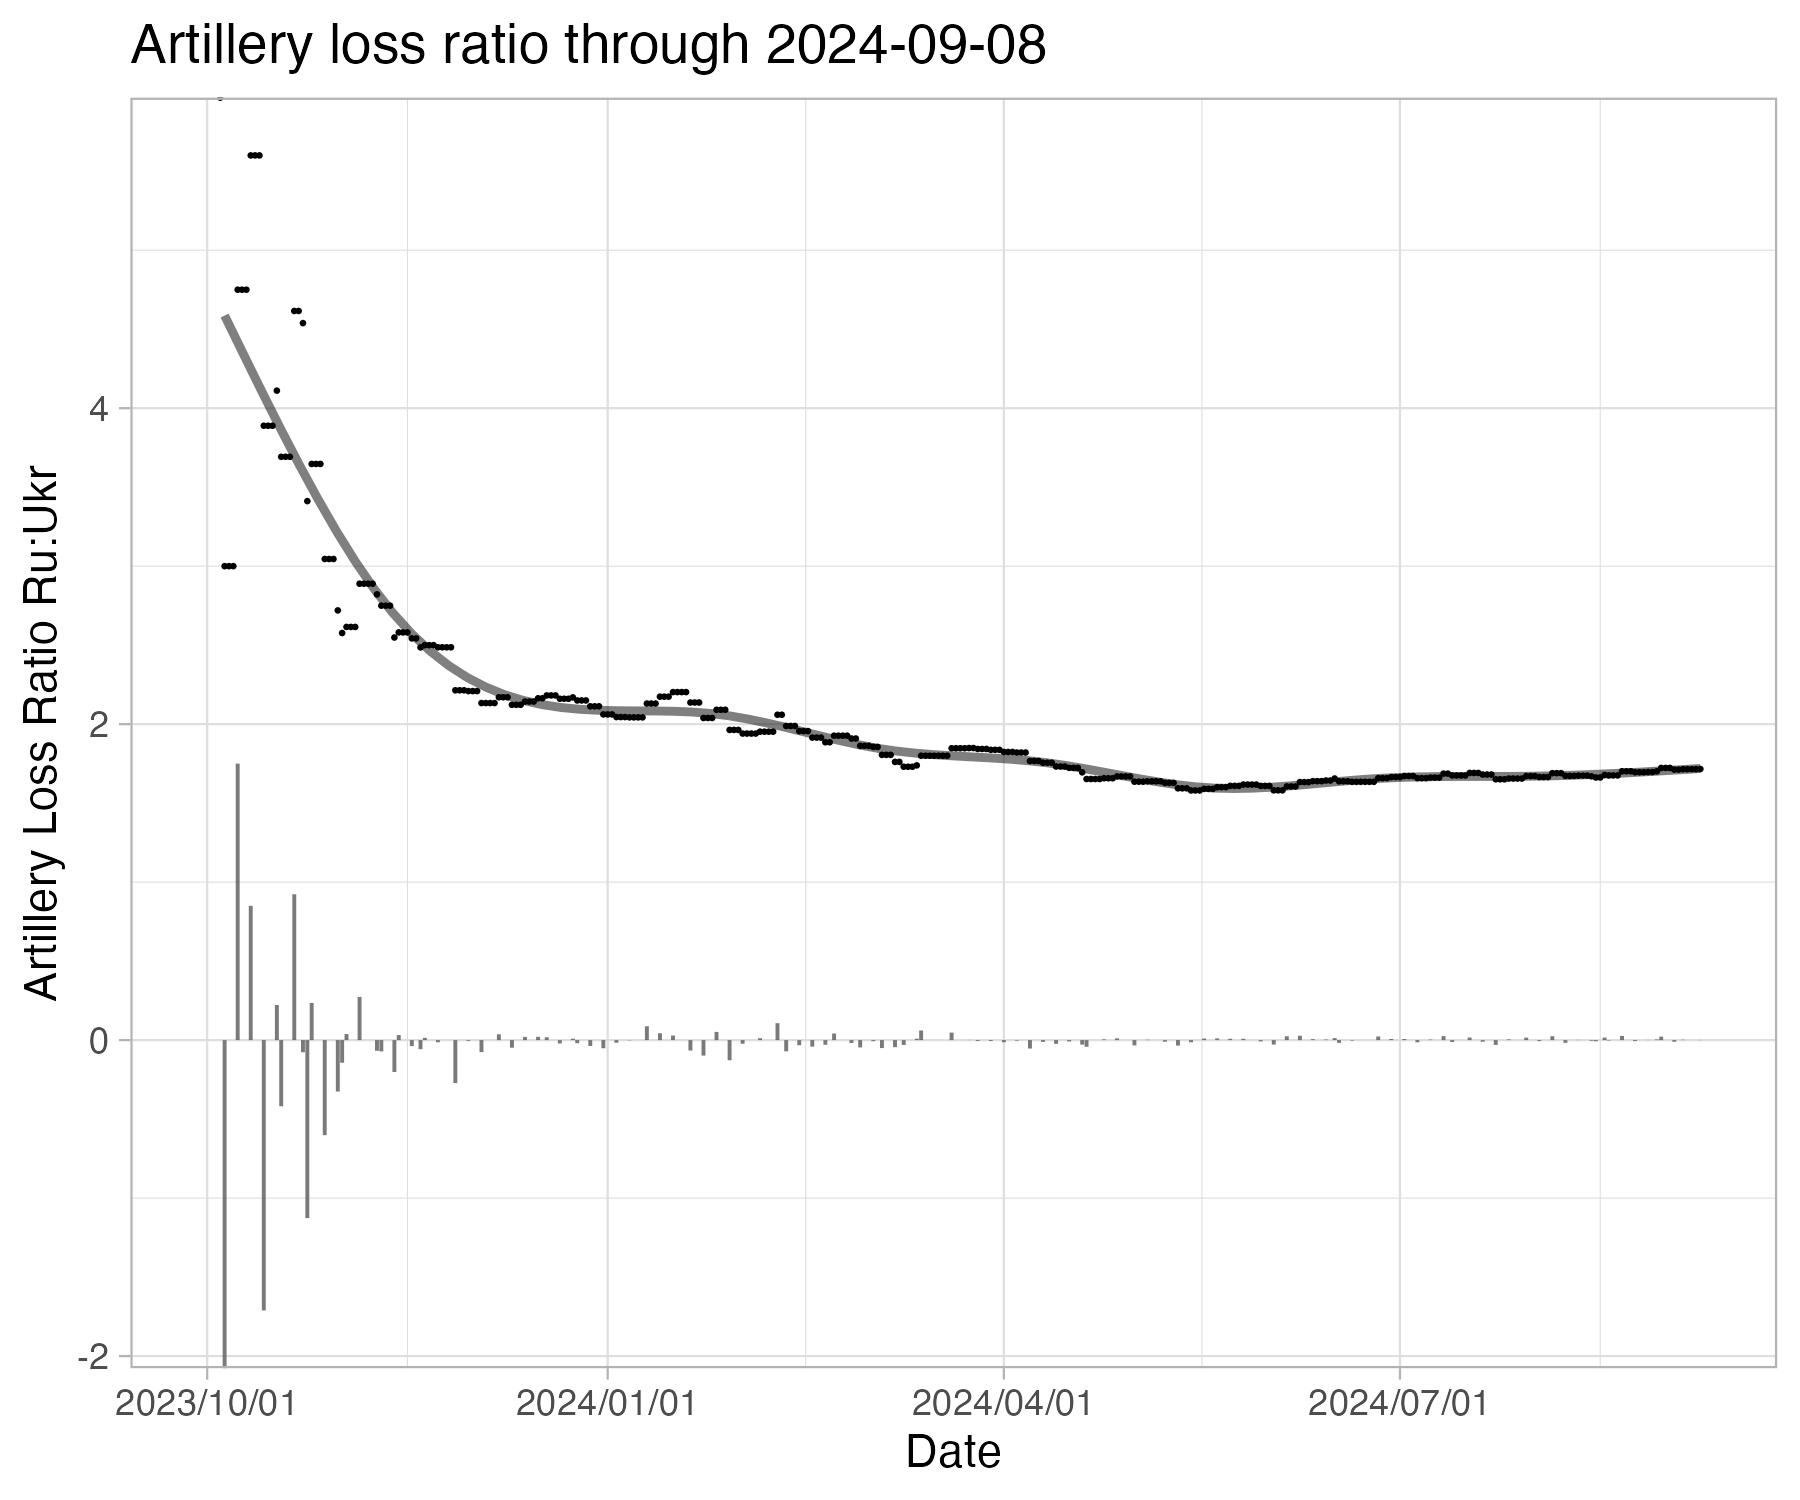 Artillery loss ratio through 2024-09-08
Artillery Loss Ratio Ru:Ukr
4
2
0
-2
2023/10/01
2024/01/01
2024/04/01
2024/07/01
Date